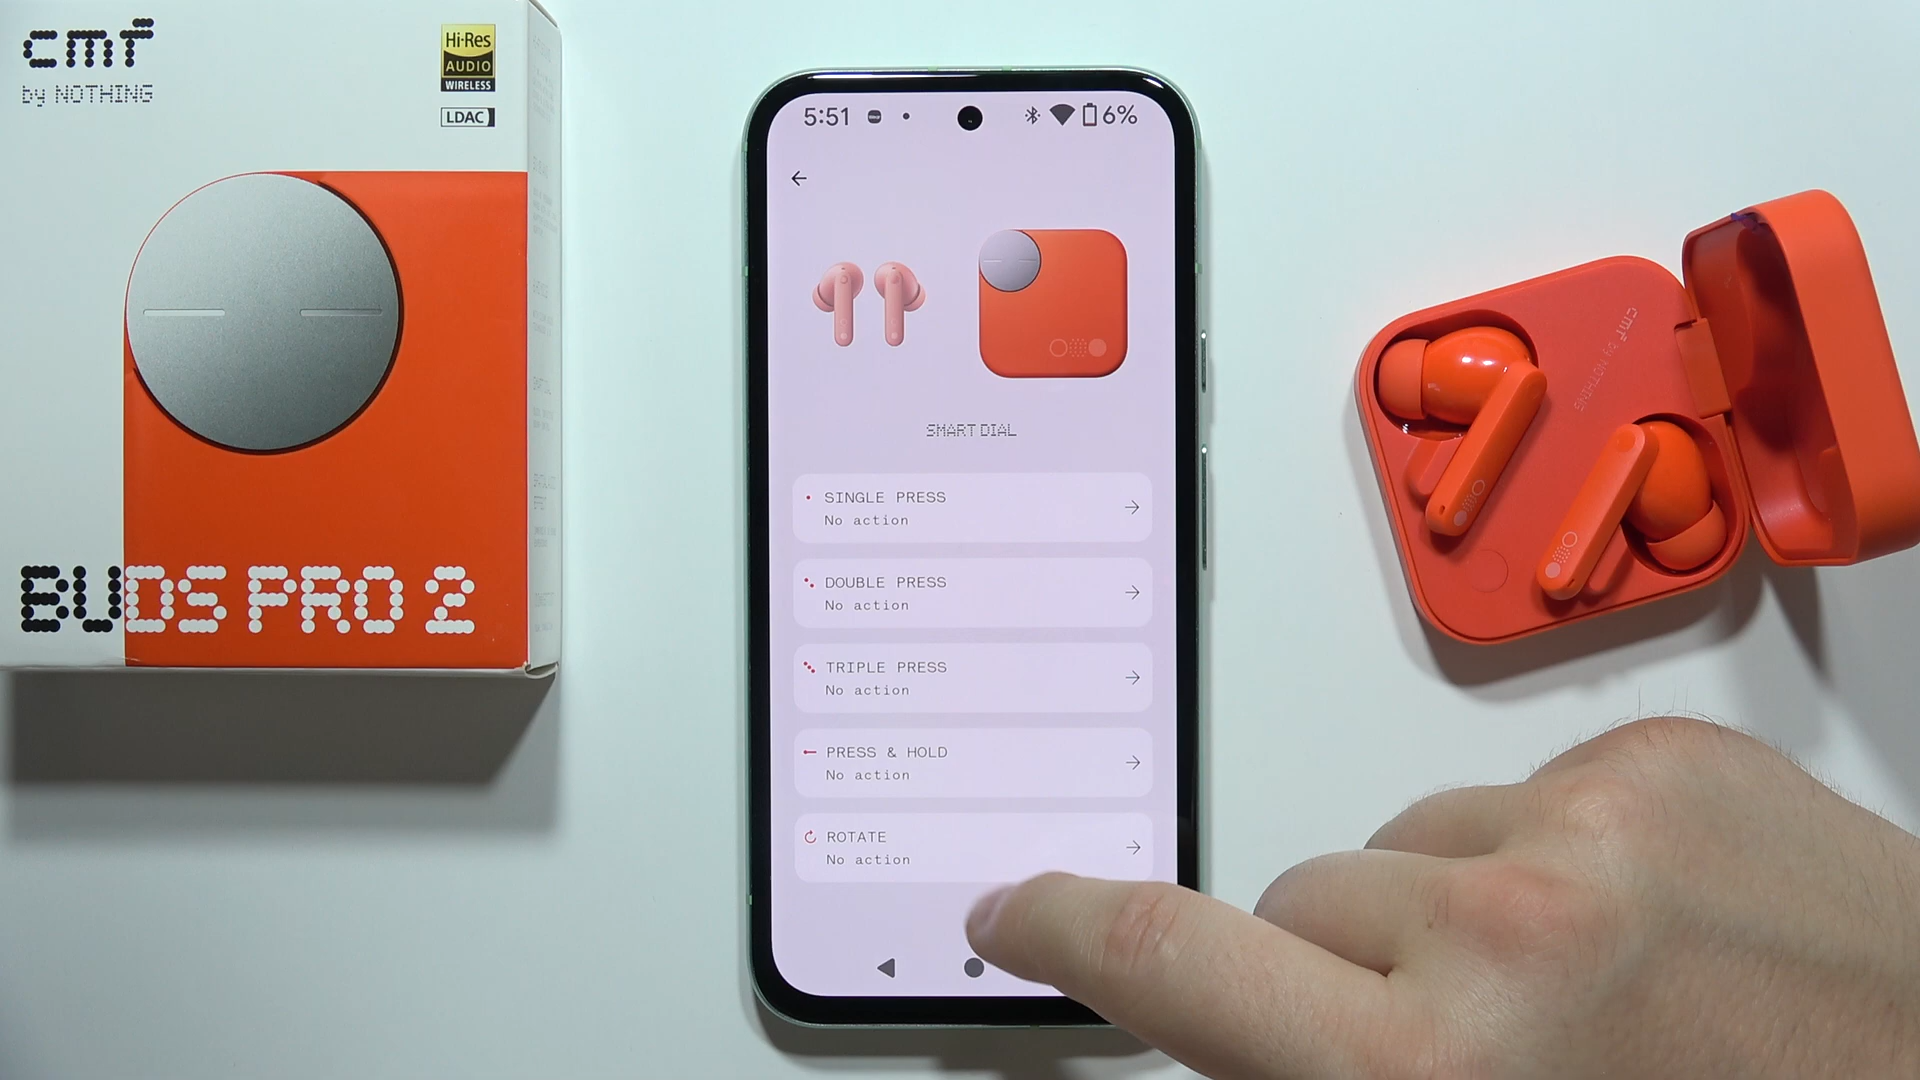 cmf
by NOTHING
Hi-Res
AUDIO
WIRELESS
LDAC
BUDS PRO 2
5:51
6%
SMART DIAL
SINGLE PRESS
No action
DOUBLE PRESS
No action
TRIPLE PRESS
No action
PRESS & HOLD
No action
ROTATE
No action
cmf by NOTHING